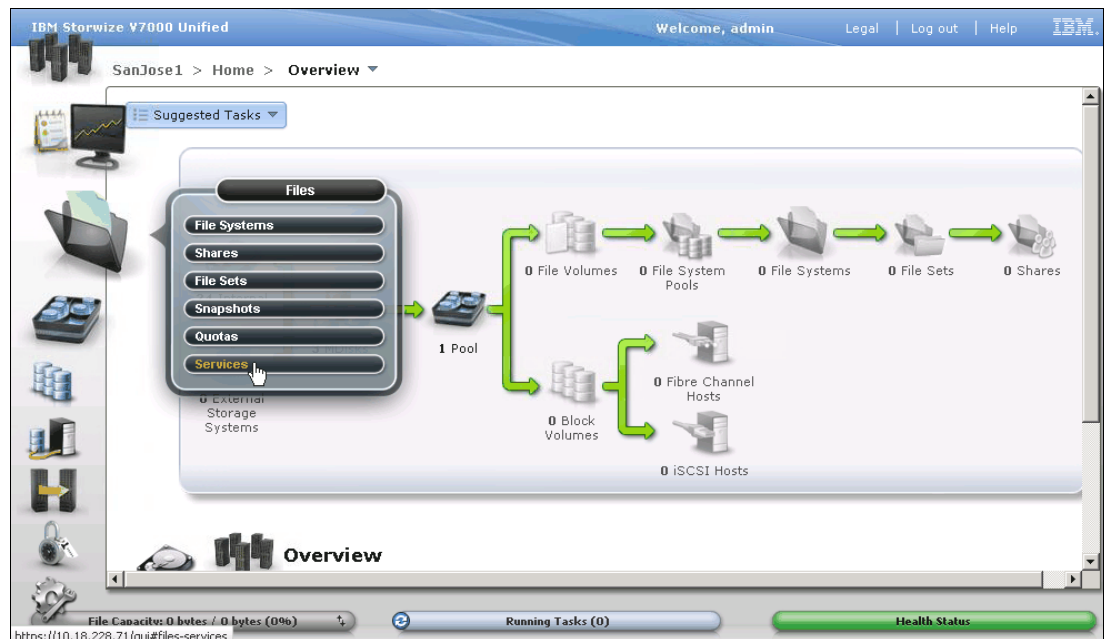 IBM Storwize V7000 Unified
Welcome, admin
Legal | Log out | Help
IBM.
SanJose1 > Home > Overview
Suggested Tasks
Files
File Systems
Shares
File Sets
Snapshots
Quotas
Services
0 External
Storage
Systems
1 Pool
0 File Volumes
0 File System
Pools
0 File Systems
0 File Sets
0 Shares
0 Block
Volumes
0 Fibre Channel
Hosts
0 iSCSI Hosts
Overview
File Capacity: 0 bytes / 0 bytes (0%)
Running Tasks (0)
Health Status
https://10.18.228.71/gui#files-services